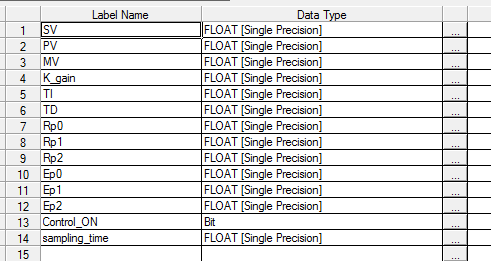 Label Name Data Type
1 SV FLOAT [Single Precision] ...
2 PV FLOAT [Single Precision] ...
3 MV FLOAT [Single Precision] ...
4 K_gain FLOAT [Single Precision] ...
5 TI FLOAT [Single Precision] ...
6 TD FLOAT [Single Precision] ...
7 Rp0 FLOAT [Single Precision] ...
8 Rp1 FLOAT [Single Precision] ...
9 Rp2 FLOAT [Single Precision] ...
10 Ep0 FLOAT [Single Precision] ...
11 Ep1 FLOAT [Single Precision] ...
12 Ep2 FLOAT [Single Precision] ...
13 Control_ON Bit ...
14 sampling_time FLOAT [Single Precision] ...
15 ...